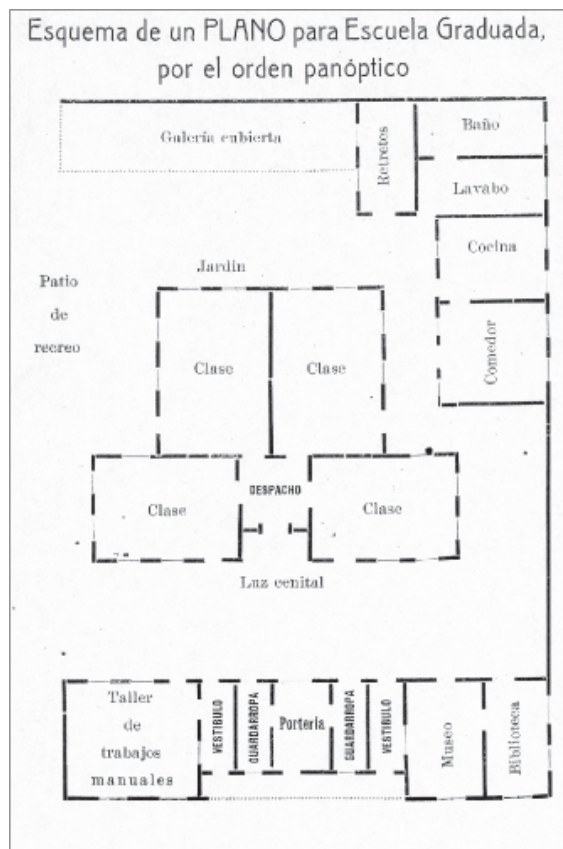 Esquema de un PLANO para Escuela Graduada,
por el orden panóptico
Galería cubierta
Retretes
Baño
Lavabo
Cocina
Jardín
Patio
de
recreo
Clase
Clase
Comedor
DESPACHO
Clase
Clase
Luz cenital
Taller
de
trabajos
manuales
VESTIBULO
GUARDARROPA
Portería
GUARDARROPA
VESTIBULO
Museo
Biblioteca